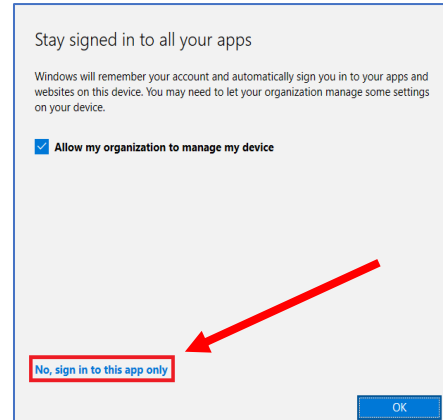 Stay signed in to all your apps
Windows will remember your account and automatically sign you in to your apps and
websites on this device. You may need to let your organization manage some settings
on your device.
Allow my organization to manage my device
No, sign in to this app only
OK